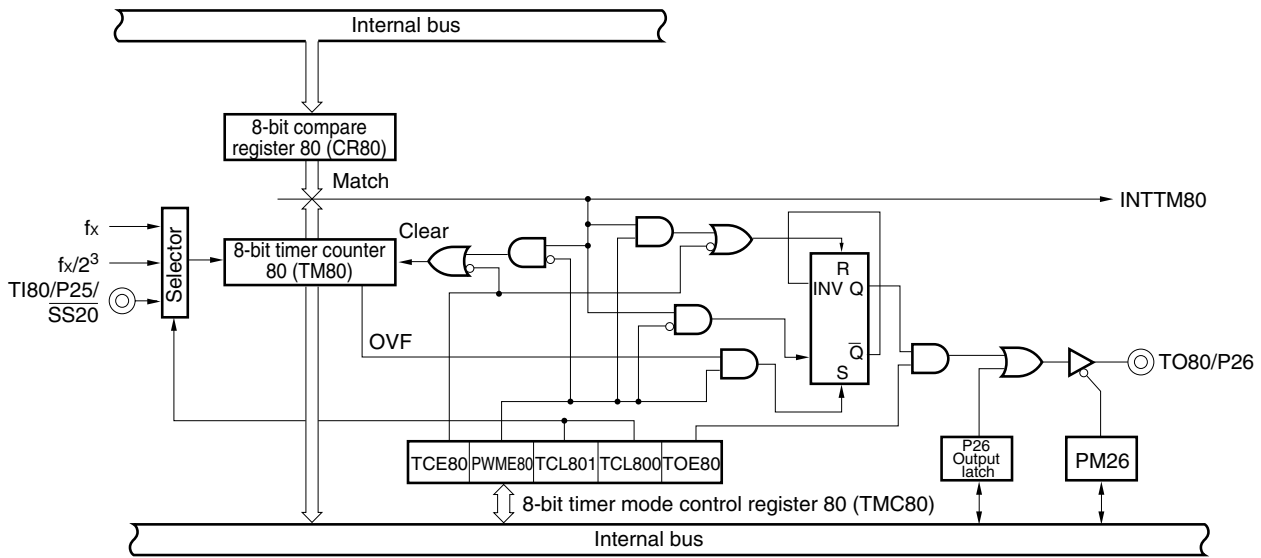 Internal bus
8-bit compare
register 80 (CR80)
Match
INTTM80
fX
fX/2³
TI80/P25/
SS20
Selector
8-bit timer counter
80 (TM80)
Clear
OVF
R
INV Q
Q
S
TO80/P26
TCE80 PWME80 TCL801 TCL800 TOE80
P26
Output
latch
PM26
8-bit timer mode control register 80 (TMC80)
Internal bus